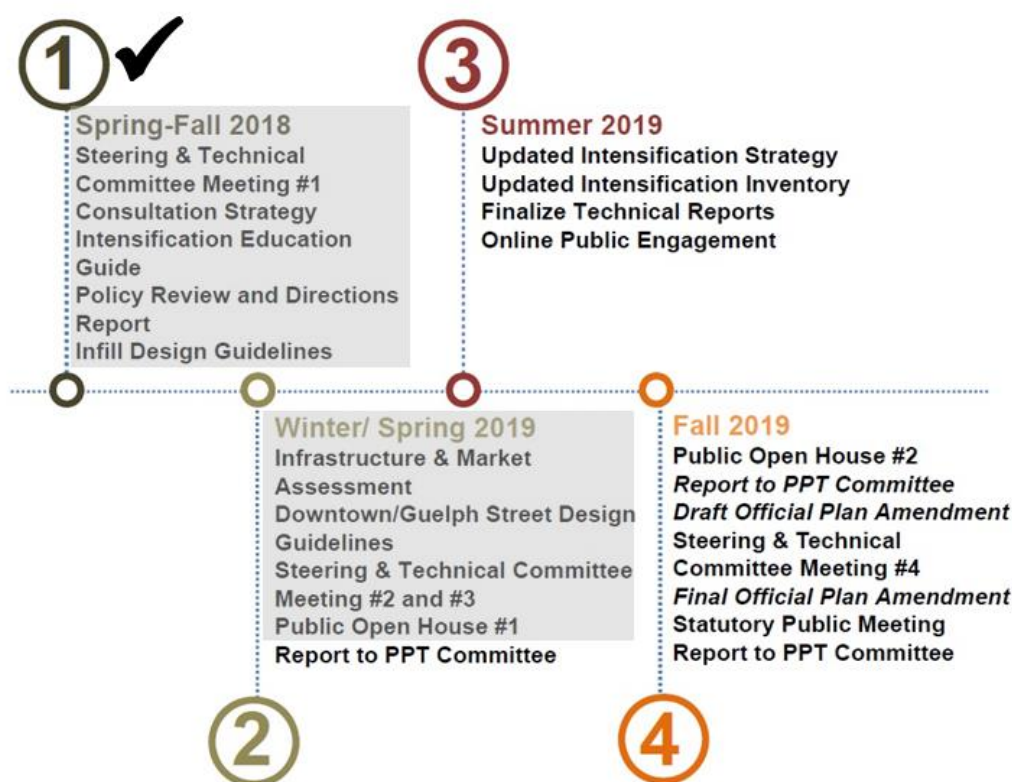 1
Spring-Fall 2018
Steering & Technical
Committee Meeting #1
Consultation Strategy
Intensification Education
Guide
Policy Review and Directions
Report
Infill Design Guidelines
Winter/ Spring 2019
Infrastructure & Market
Assessment
Downtown/Guelph Street Design
Guidelines
Steering & Technical Committee
Meeting #2 and #3
Public Open House #1
Report to PPT Committee
2
3
Summer 2019
Updated Intensification Strategy
Updated Intensification Inventory
Finalize Technical Reports
Online Public Engagement
Fall 2019
Public Open House #2
Report to PPT Committee
Draft Official Plan Amendment
Steering & Technical
Committee Meeting #4
Final Official Plan Amendment
Statutory Public Meeting
Report to PPT Committee
4